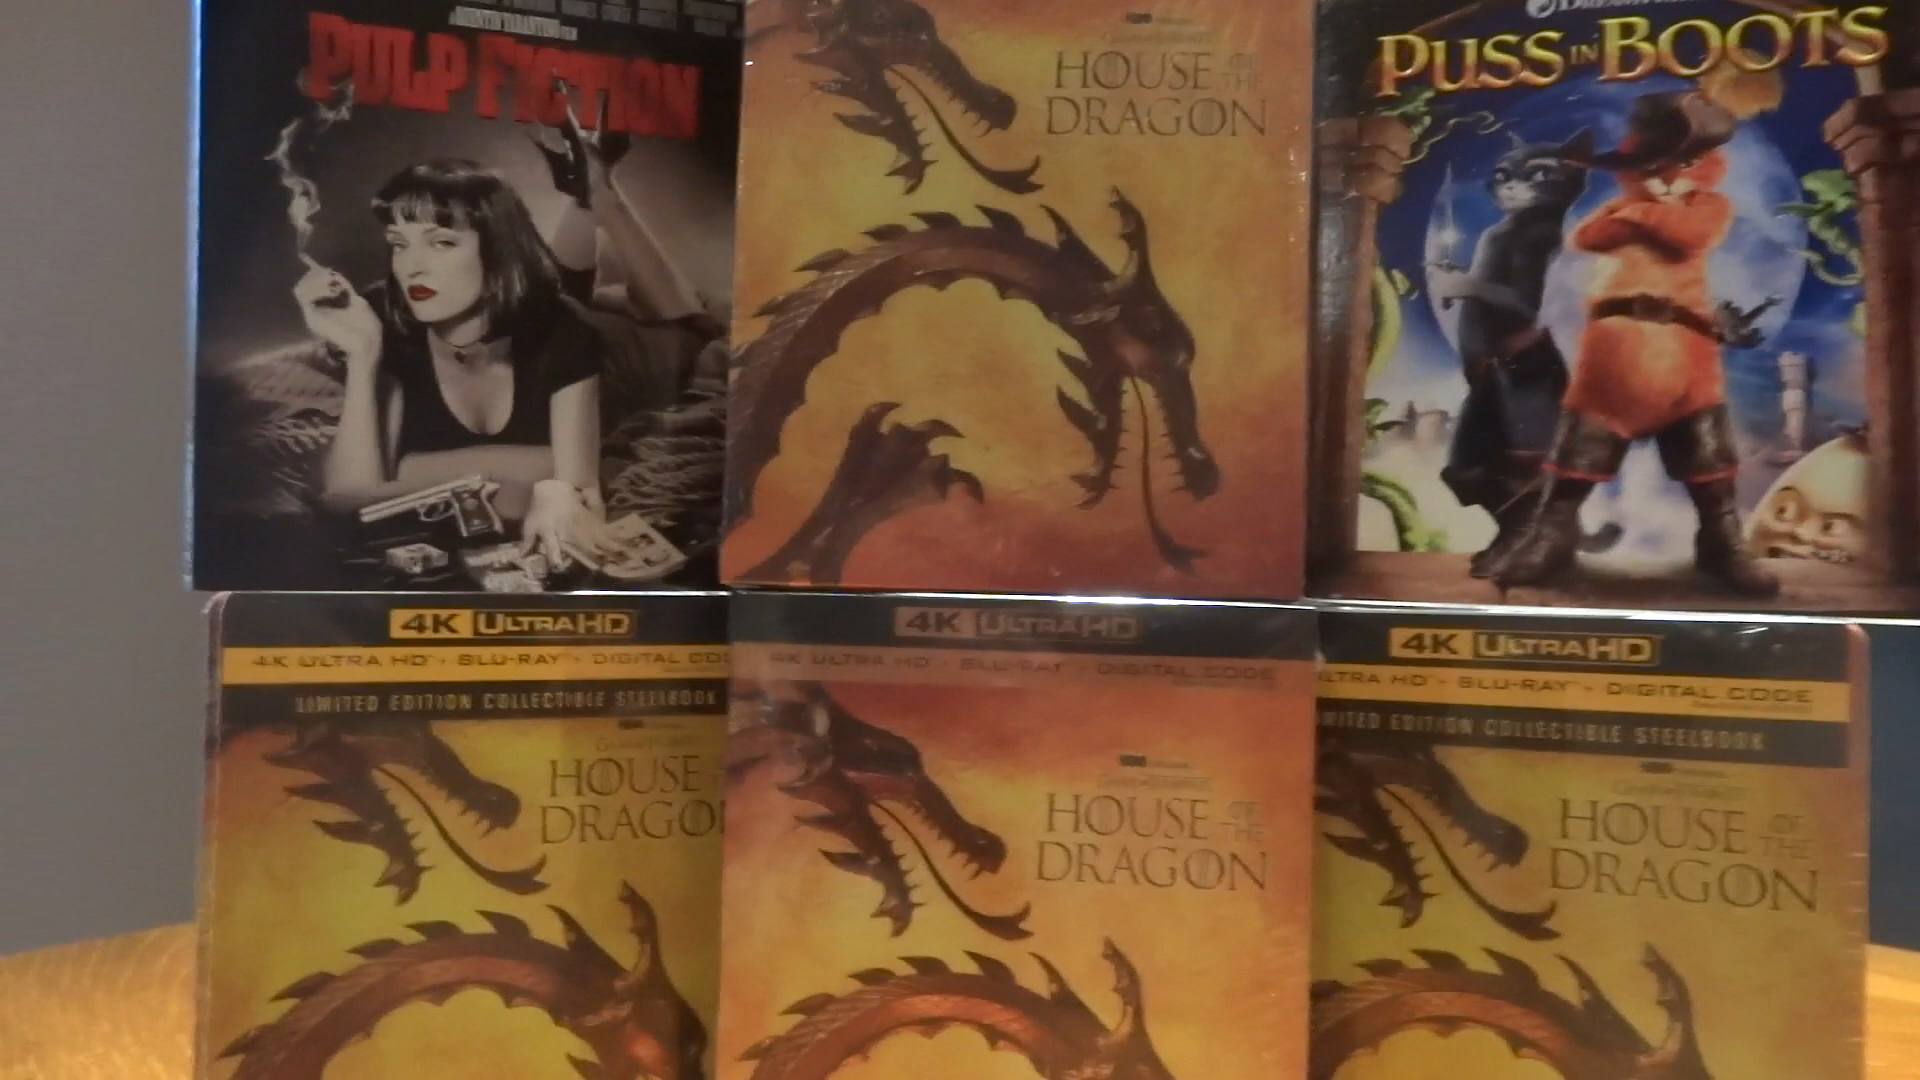 PULP FICTION
HOUSE OF THE
DRAGON
PUSS IN BOOTS
4K ULTRA HD
4K ULTRA HD · BLU-RAY · DIGITAL
LIMITED EDITION COLLECTIBLE STEELBOOK
HOUSE
DRAGO
4K ULTRA HD
4K ULTRA HD · BLU-RAY · DIGITAL CODE
HOUSE OF THE
DRAGON
4K ULTRA HD
ULTRA HD · BLU-RAY · DIGITAL CODE
LIMITED EDITION COLLECTIBLE STEELBOOK
HOUSE OF THE
DRAGON